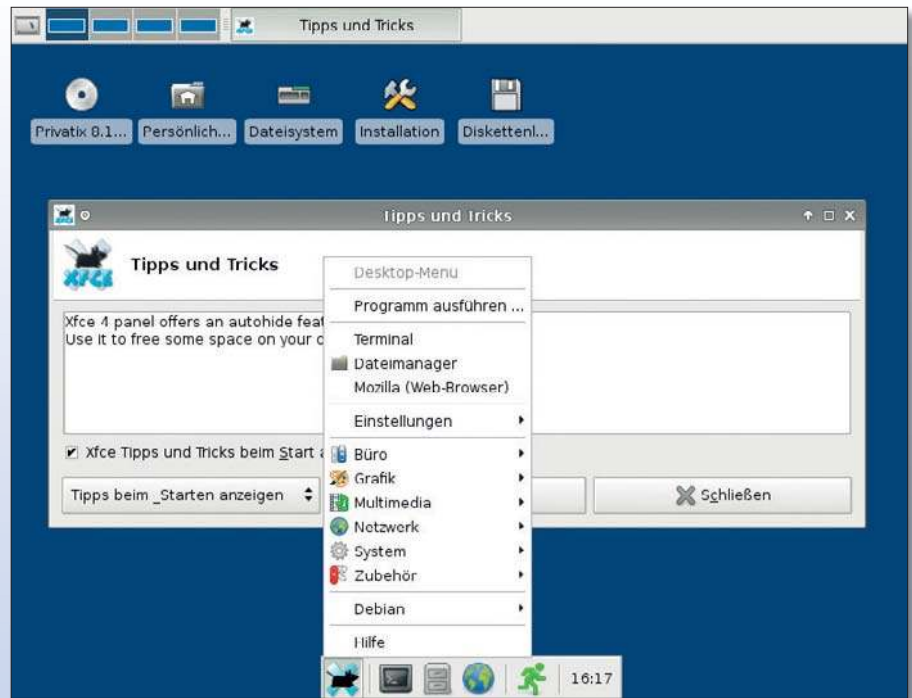 Tipps und Tricks
Privatix 8.1...
Persönlich...
Dateisystem
Installation
Diskettenl...
Tipps und Tricks
XFCE
Tipps und Tricks
Xfce 4 panel offers an autohide feat
Use it to free some space on your d
Xfce Tipps und Tricks beim Start a
Tipps beim _Starten anzeigen
Schließen
Desktop-Menu
Programm ausführen ...
Terminal
Dateimanager
Mozilla (Web-Browser)
Einstellungen
Büro
Grafik
Multimedia
Netzwerk
System
Zubehör
Debian
Hilfe
16:17